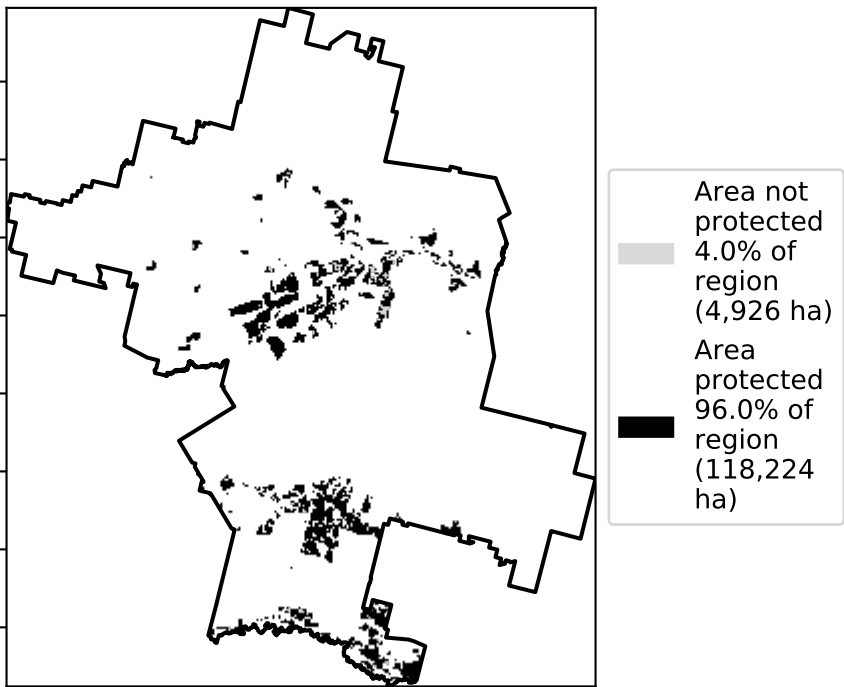 Area not
protected
4.0% of
region
(4,926 ha)
Area
protected
96.0% of
region
(118,224
ha)